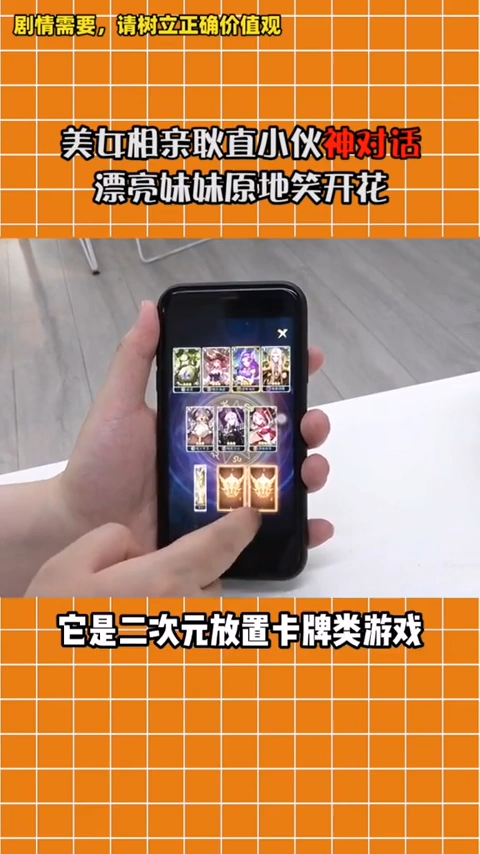 剧情需要，请树立正确价值观
美女相亲耿直小伙神对话
漂亮妹妹原地笑开花
它是二次元放置卡牌类游戏